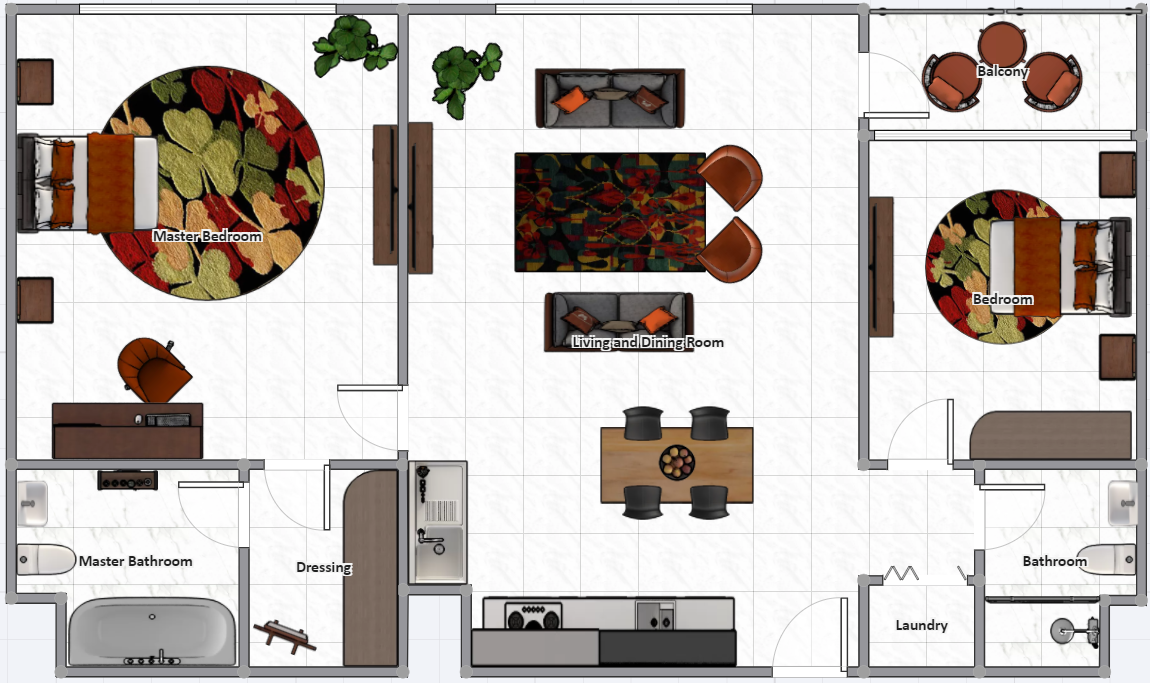 Balcony
Master Bedroom
Bedroom
Living and Dining Room
Master Bathroom
Dressing
Bathroom
Laundry